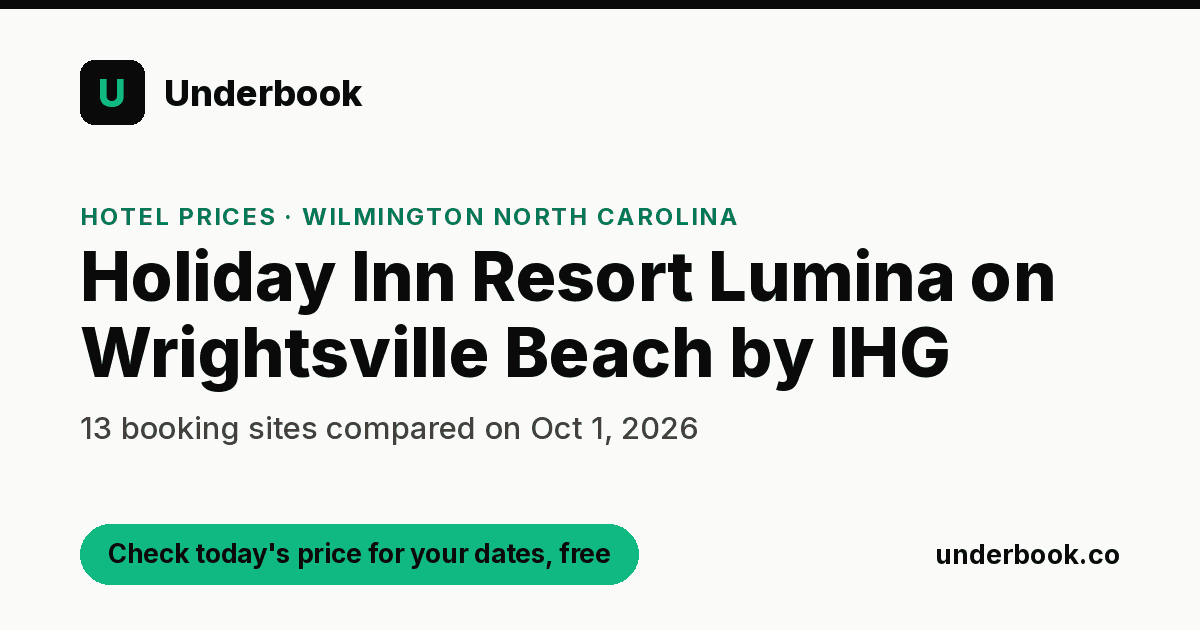 U Underbook
HOTEL PRICES · WILMINGTON NORTH CAROLINA
Holiday Inn Resort Lumina on
Wrightsville Beach by IHG
13 booking sites compared on Oct 1, 2026
Check today's price for your dates, free
underbook.co